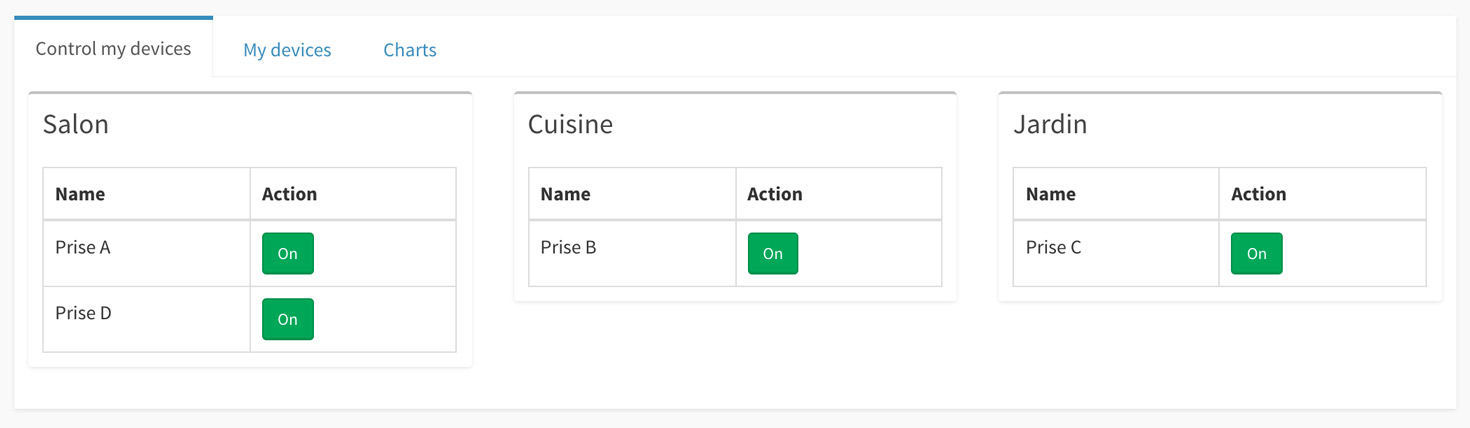 Control my devices My devices Charts
Salon
Name Action
Prise A On
Prise D On
Cuisine
Name Action
Prise B On
Jardin
Name Action
Prise C On